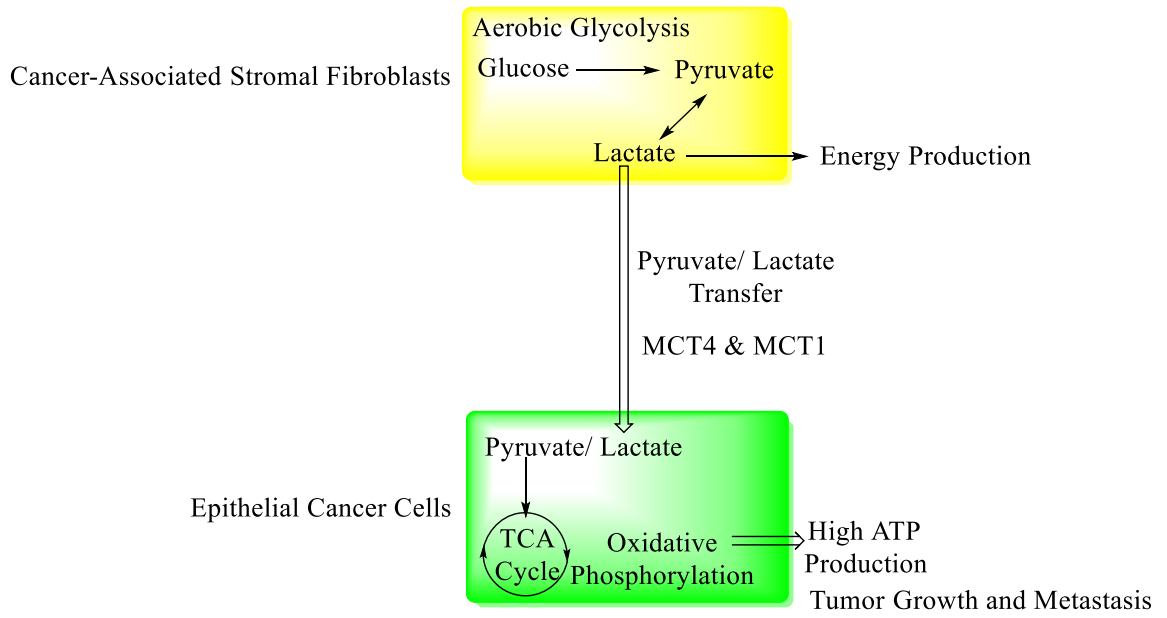 Aerobic Glycolysis
Cancer-Associated Stromal Fibroblasts
Glucose
Pyruvate
Lactate
Energy Production
Pyruvate/ Lactate
Transfer
MCT4 & MCT1
Pyruvate/ Lactate
Epithelial Cancer Cells
TCA
Cycle
Oxidative
Phosphorylation
High ATP
Production
Tumor Growth and Metastasis